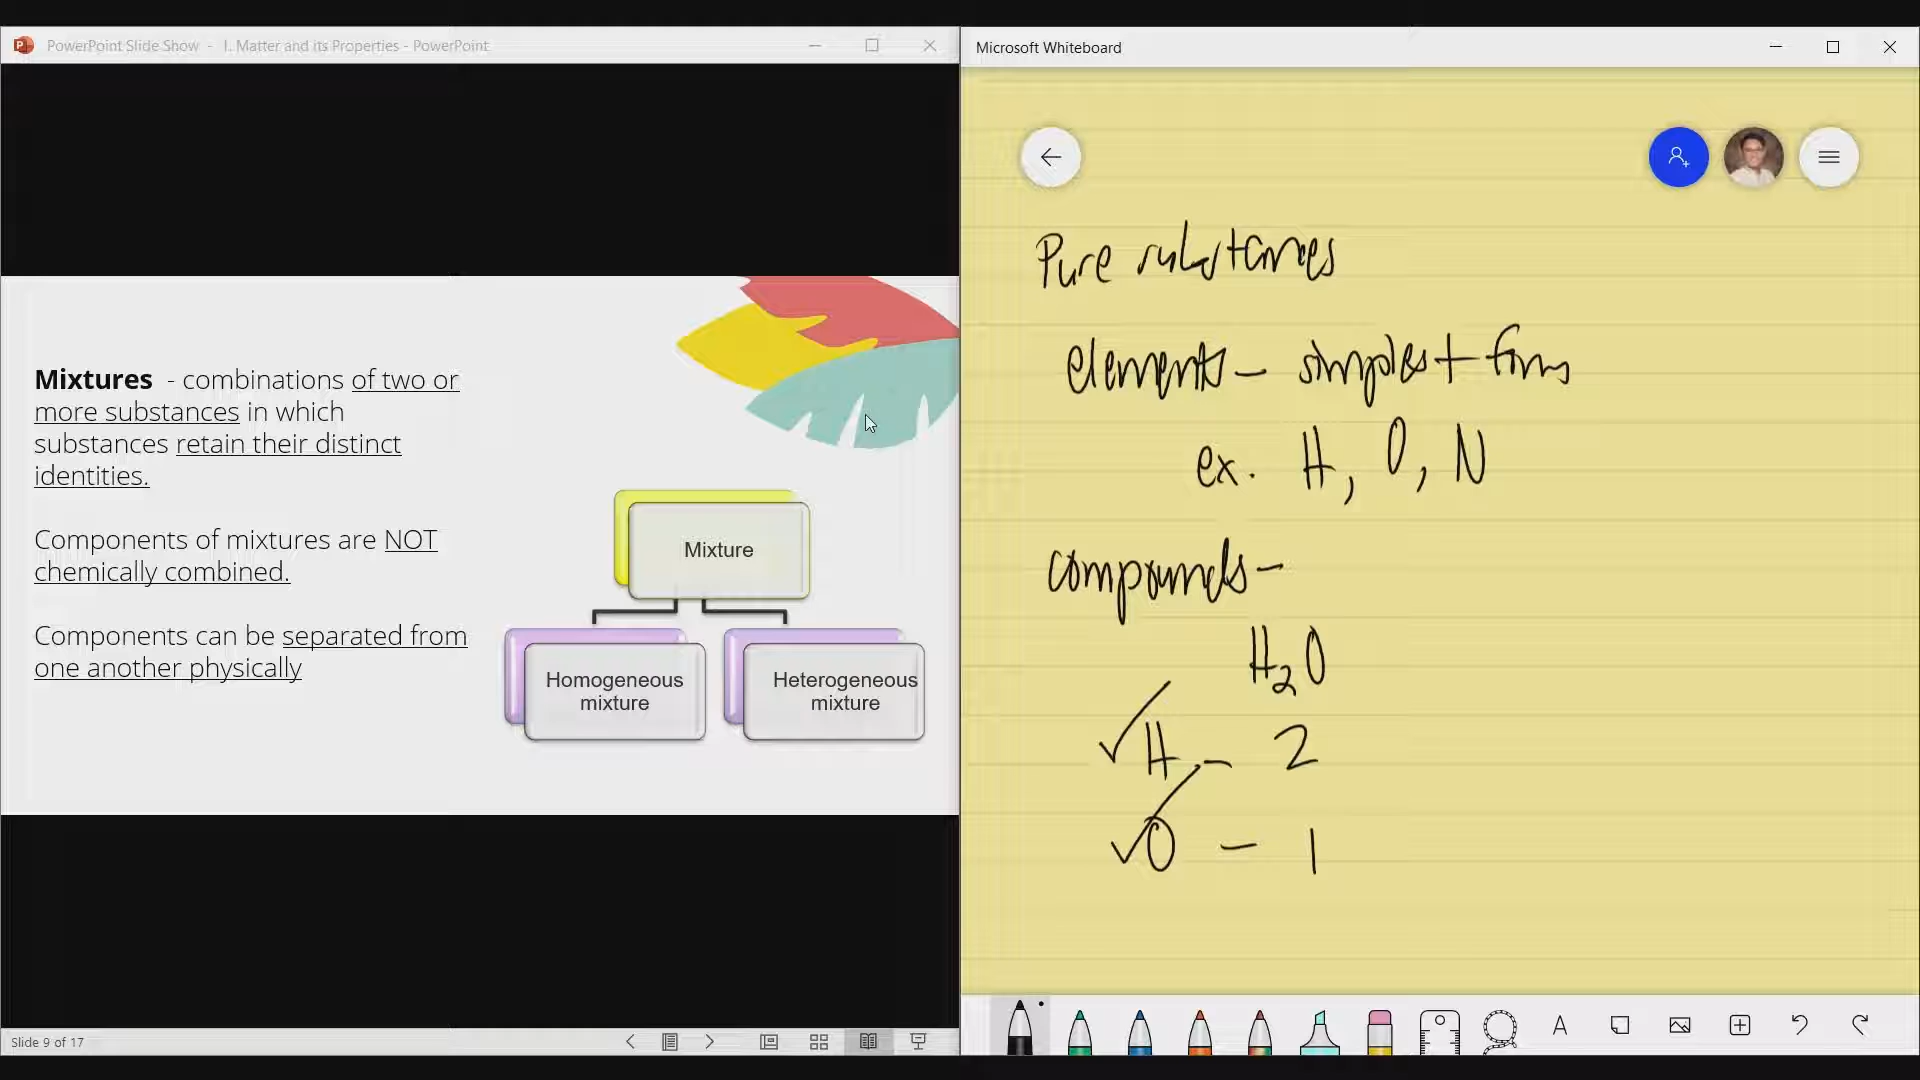 PowerPoint Slide Show - I. Matter and its Properties - PowerPoint
Mixtures - combinations of two or
more substances in which
substances retain their distinct
identities.
Components of mixtures are NOT
chemically combined.
Components can be separated from
one another physically
Mixture
Homogeneous
mixture
Heterogeneous
mixture
Slide 9 of 17
Microsoft Whiteboard
Pure substances
elements - simplest form
ex. H, O, N
compounds -
H₂O
✓ H - 2
✓ O - 1